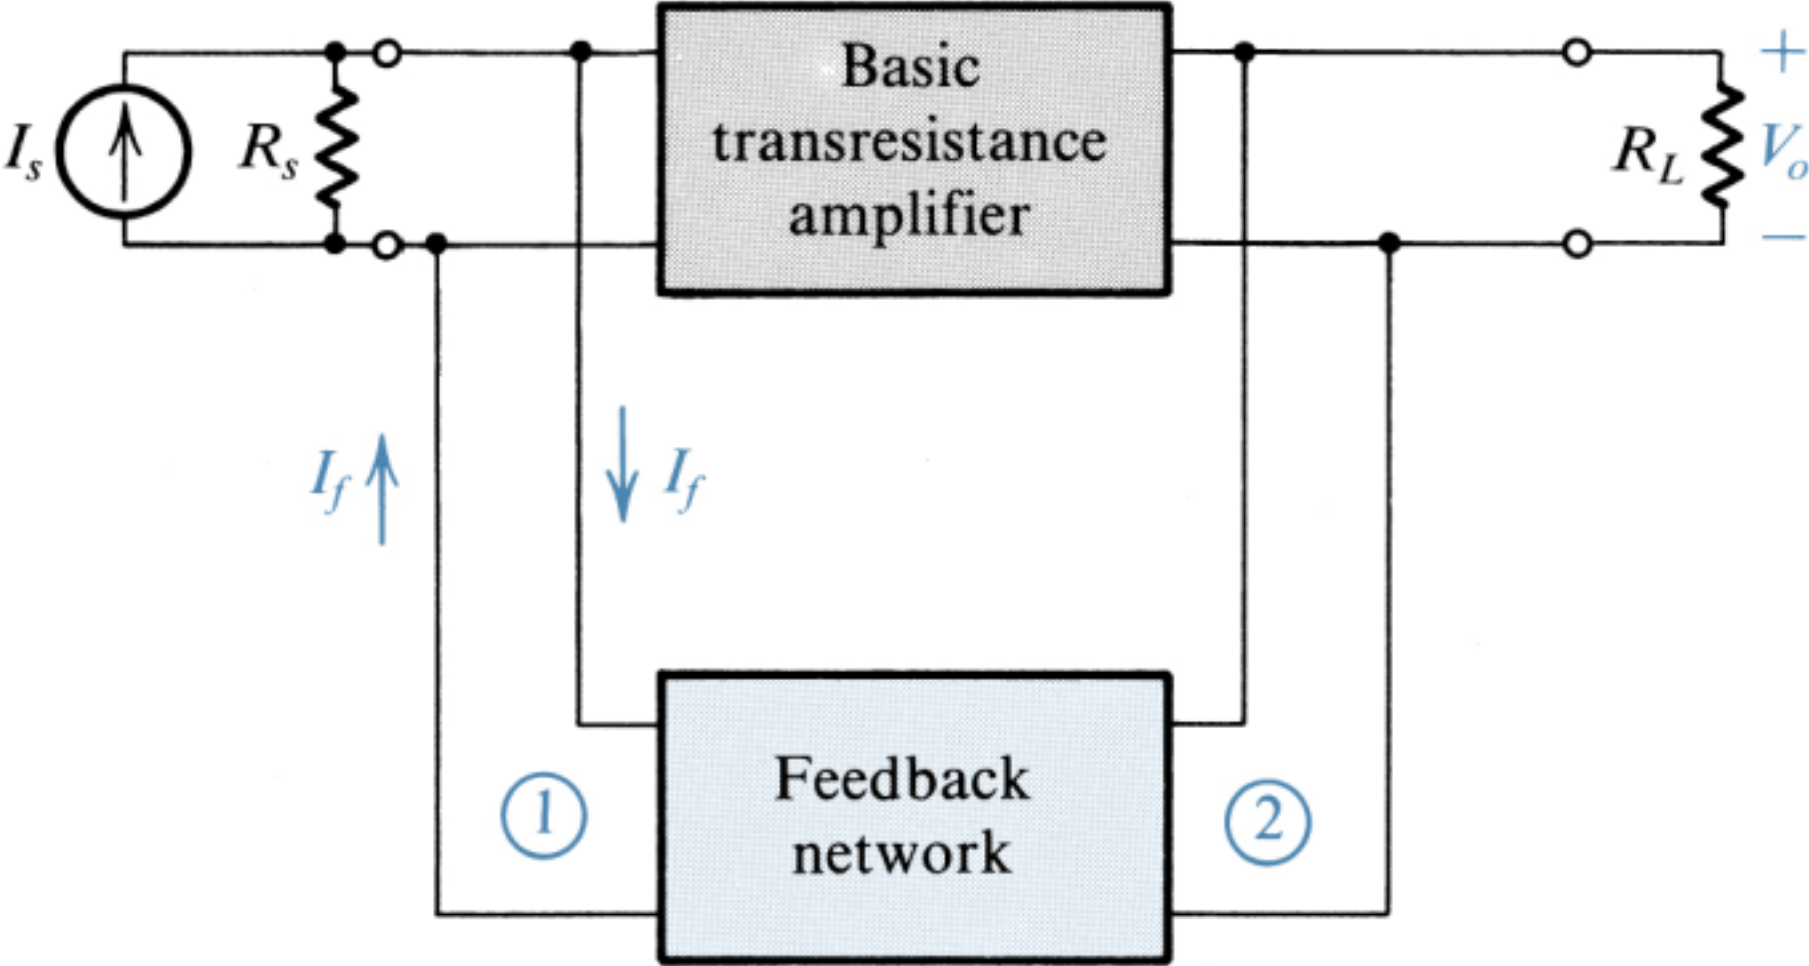 Basic
transresistance
amplifier
I_s
R_s
R_L
+
V_o
−
I_f
I_f
1
Feedback
network
2